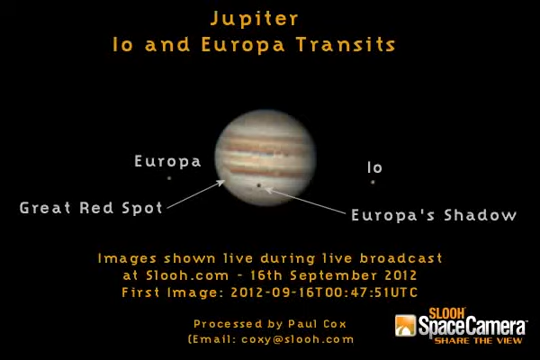 Jupiter
Io and Europa Transits
Europa
Io
Great Red Spot
Europa's Shadow
Images shown live during live broadcast
at Slooh.com - 16th September 2012
First Image: 2012-09-16T00:47:51UTC
Processed by Paul Cox
(Email: coxy@slooh.com
SLOOH
SpaceCamera
SHARE THE VIEW